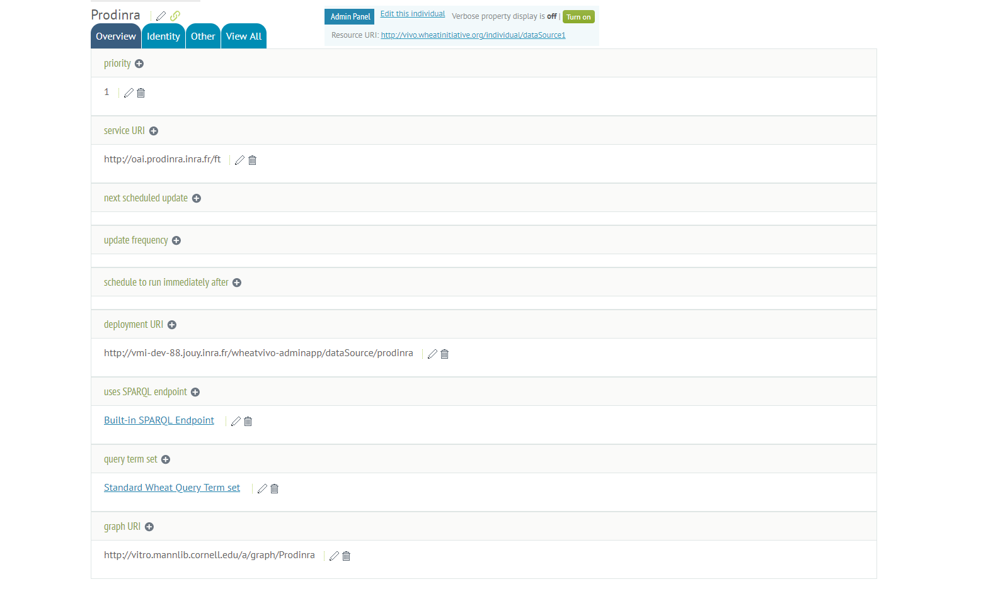 Prodinra
Admin Panel Edit this individual Verbose property display is off | Turn on
Resource URI: http://vivo.wheatinitiative.org/individual/dataSource1
Overview Identity Other View All
priority
1
service URI
http://oai.prodinra.inra.fr/ft
next scheduled update
update frequency
schedule to run immediately after
deployment URI
http://vmi-dev-88.jouy.inra.fr/wheatvivo-adminapp/dataSource/prodinra
uses SPARQL endpoint
Built-in SPARQL Endpoint
query term set
Standard Wheat Query Term set
graph URI
http://vitro.mannlib.cornell.edu/a/graph/Prodinra